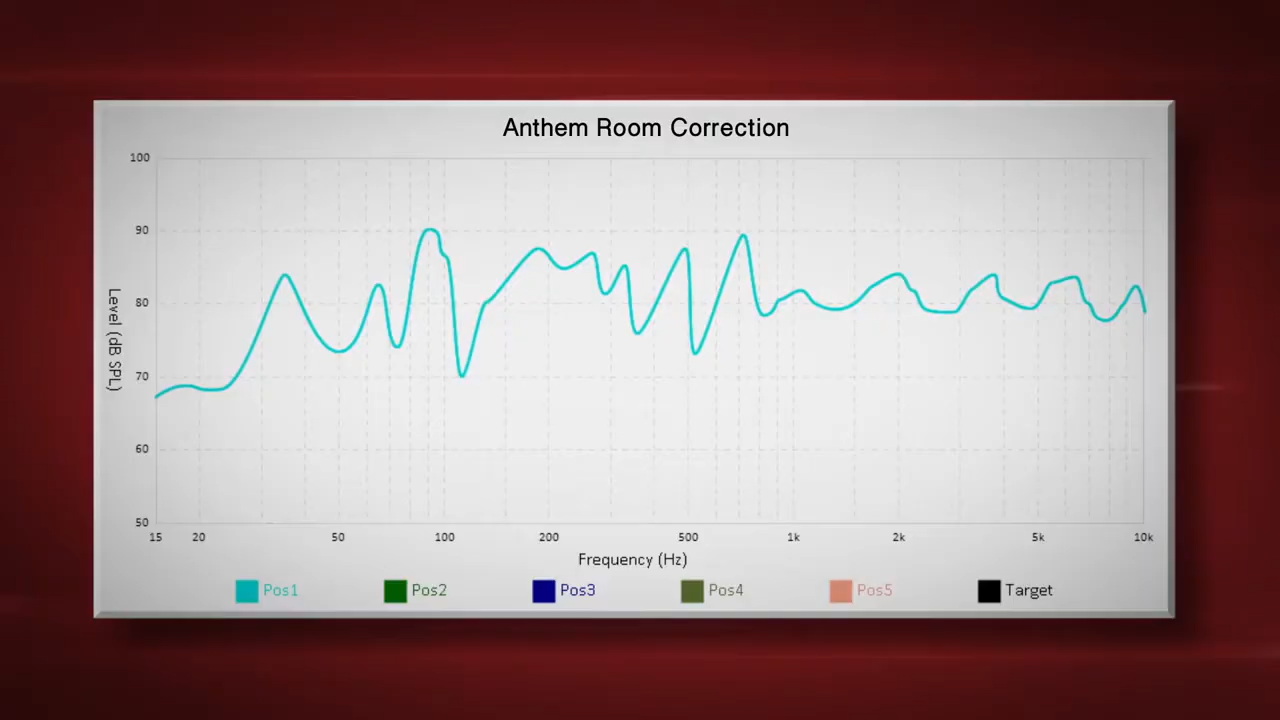 Anthem Room Correction
100
90
80
70
60
50
Level (dB SPL)
15 20 50 100 200 500 1k 2k 5k 10k
Frequency (Hz)
Pos1 Pos2 Pos3 Pos4 Pos5 Target